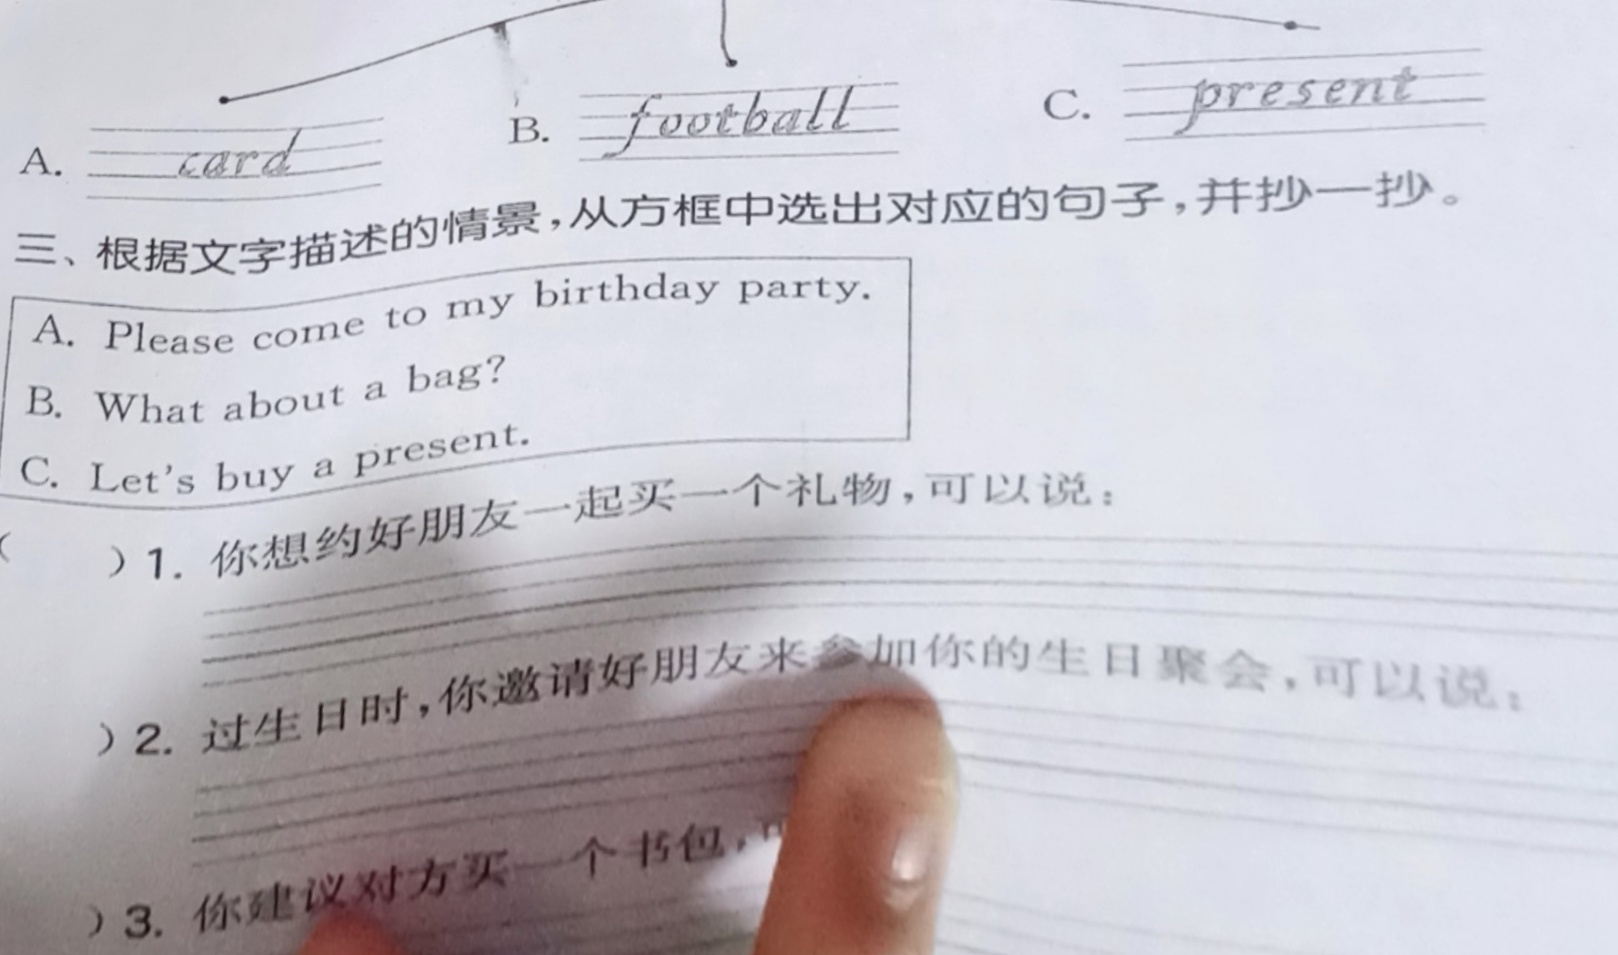 A. card B. football C. present
三、根据文字描述的情景,从方框中选出对应的句子,并抄一抄。
A. Please come to my birthday party.
B. What about a bag?
C. Let's buy a present.
( )1. 你想约好朋友一起买一个礼物,可以说:
)2. 过生日时,你邀请好朋友来参加你的生日聚会,可以说:
)3. 你建议对方买一个书包,